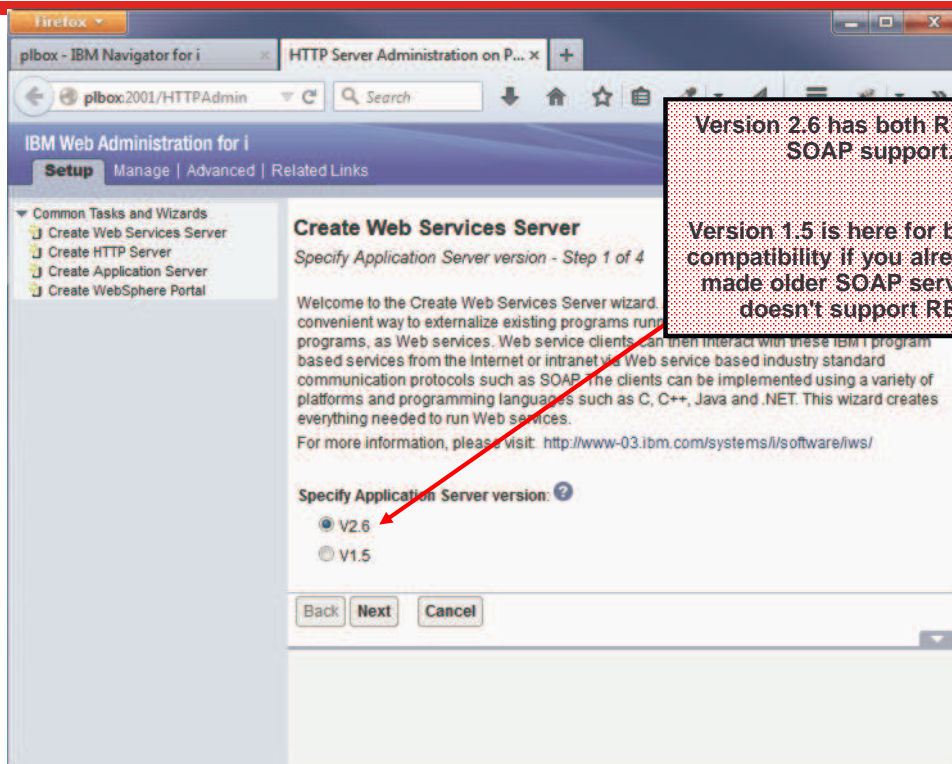 Firefox
plbox - IBM Navigator for i
HTTP Server Administration on P...
plbox:2001/HTTPAdmin
Search
IBM Web Administration for i
Setup Manage | Advanced | Related Links
Common Tasks and Wizards
Create Web Services Server
Create HTTP Server
Create Application Server
Create WebSphere Portal
Version 2.6 has both R
SOAP support.
Version 1.5 is here for b
compatibility if you alre
made older SOAP serv
doesn't support RE
Create Web Services Server
Specify Application Server version - Step 1 of 4
Welcome to the Create Web Services Server wizard.
convenient way to externalize existing programs runn
programs, as Web services. Web service clients can then interact with these IBM i program
based services from the Internet or intranet via Web service based industry standard
communication protocols such as SOAP. The clients can be implemented using a variety of
platforms and programming languages such as C, C++, Java and .NET. This wizard creates
everything needed to run Web services.
For more information, please visit: http://www-03.ibm.com/systems/i/software/iws/
Specify Application Server version:
V2.6
V1.5
Back Next Cancel